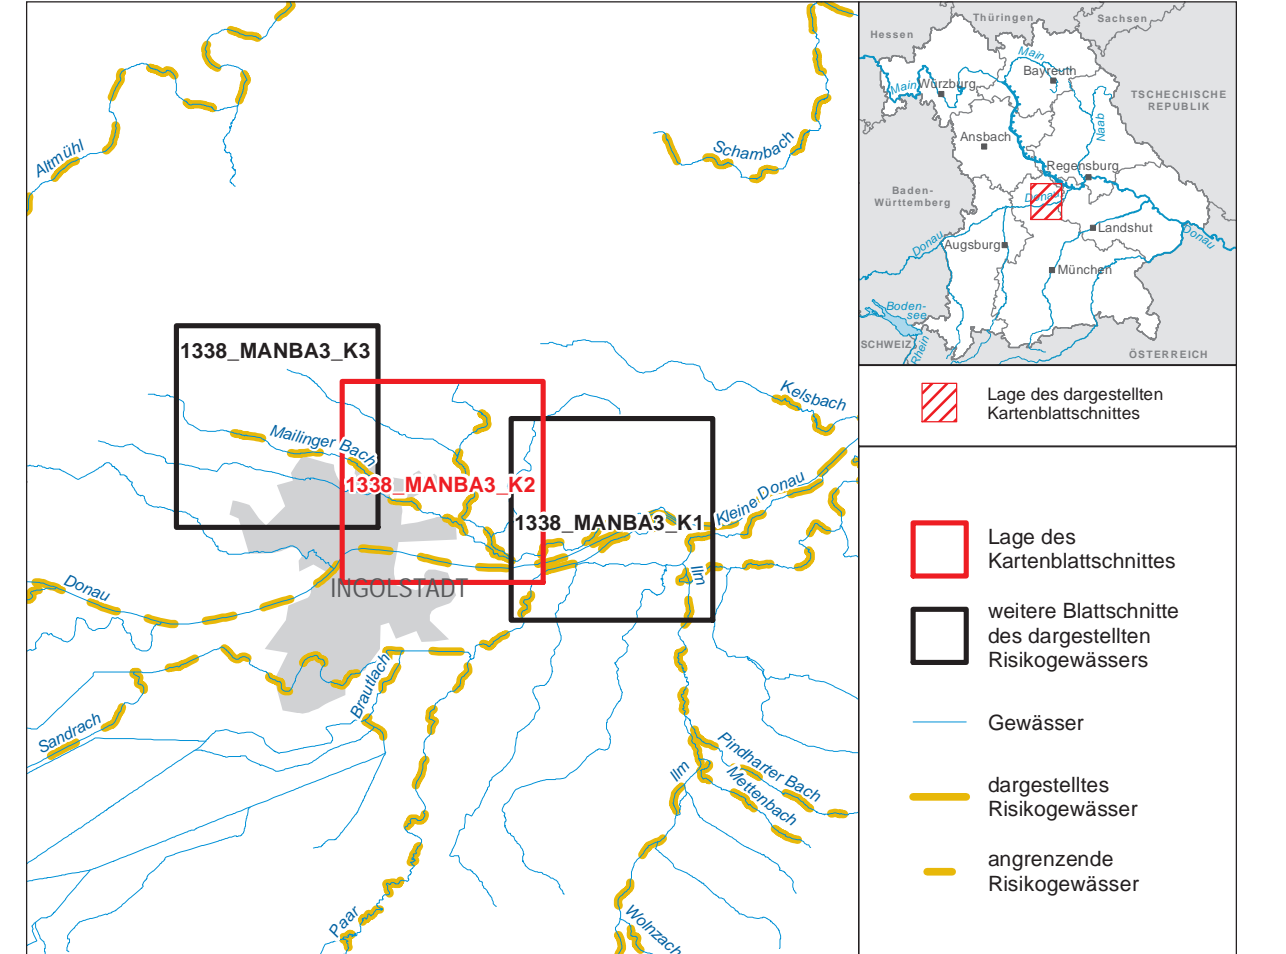 Altmühl
Schambach
1338_MANBA3_K3
Mailinger Bach
1338_MANBA3_K2
1338_MANBA3_K1
Kelsbach
Kleine Donau
Ilm
INGOLSTADT
Donau
Brautlach
Sandrach
Pindharter Bach
Mettenbach
Ilm
Paar
Wolnzach
Thüringen
Sachsen
Hessen
Main
Bayreuth
Main
Würzburg
TSCHECHISCHE
REPUBLIK
Naab
Ansbach
Regensburg
Baden-
Württemberg
Donau
Landshut
Donau
Augsburg
Donau
München
Boden-
see
SCHWEIZ
Rhein
ÖSTERREICH
Lage des dargestellten
Kartenblattschnittes
Lage des
Kartenblattschnittes
weitere Blattschnitte
des dargestellten
Risikogewässers
Gewässer
dargestelltes
Risikogewässer
angrenzende
Risikogewässer